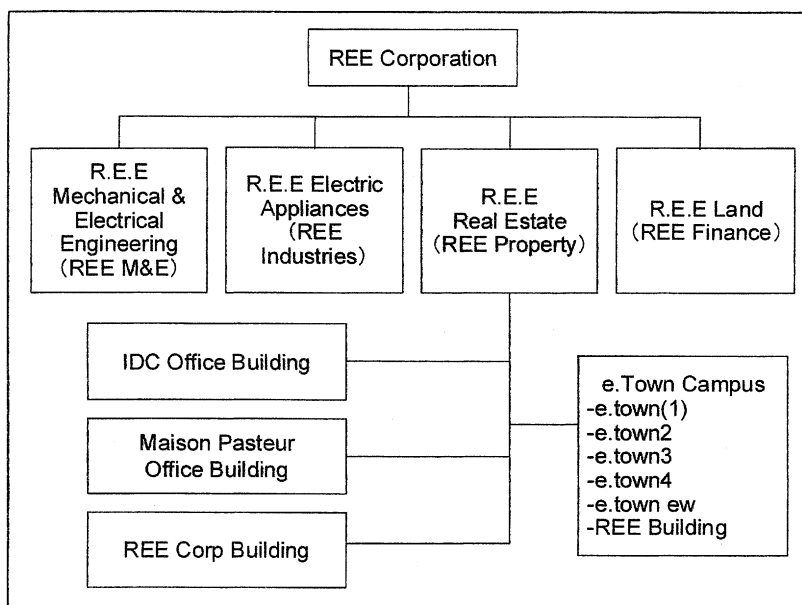 REE Corporation
R.E.E
Mechanical &
Electrical
Engineering
(REE M&E)
R.E.E Electric
Appliances
(REE
Industries)
R.E.E
Real Estate
(REE Property)
R.E.E Land
(REE Finance)
IDC Office Building
Maison Pasteur
Office Building
REE Corp Building
e.Town Campus
-e.town(1)
-e.town2
-e.town3
-e.town4
-e.town ew
-REE Building